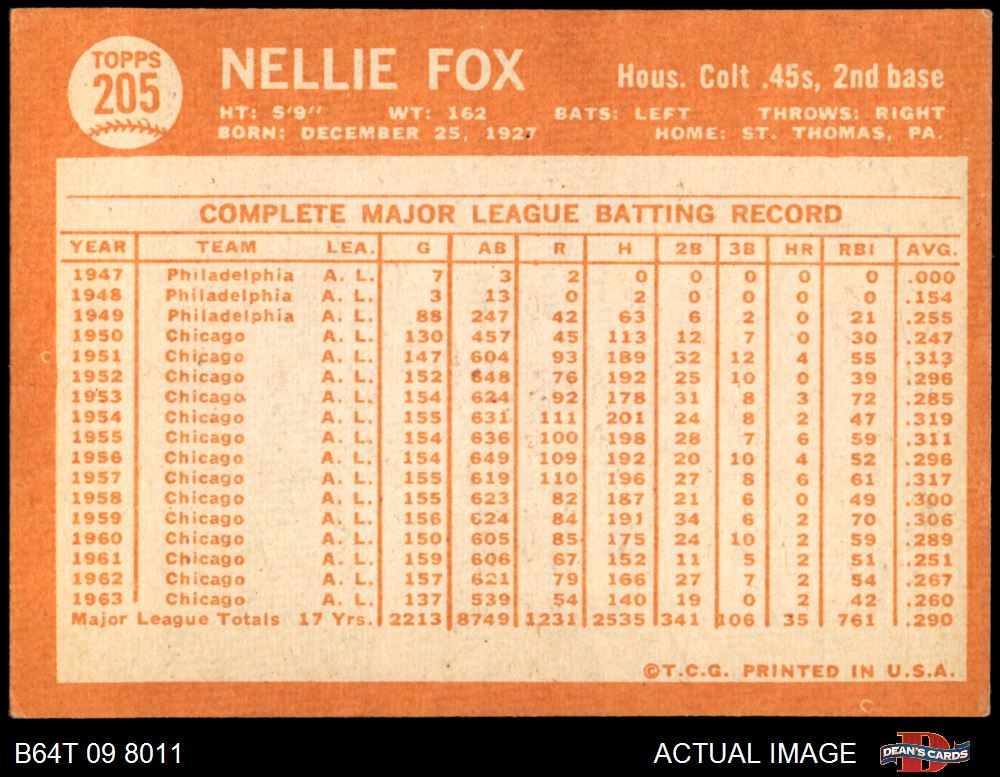 TOPPS
205
NELLIE FOX
Hous. Colt .45s, 2nd base
HT: 5'9" WT: 162 BATS: LEFT THROWS: RIGHT
BORN: DECEMBER 25, 1927 HOME: ST. THOMAS, PA.
COMPLETE MAJOR LEAGUE BATTING RECORD
YEAR TEAM LEA. G AB R H 2B 3B HR RBI AVG.
1947 Philadelphia A. L. 7 3 2 0 0 0 0 0 .000
1948 Philadelphia A. L. 3 13 0 2 0 0 0 0 .154
1949 Philadelphia A. L. 88 247 42 63 6 2 0 21 .255
1950 Chicago A. L. 130 457 45 113 12 7 0 30 .247
1951 Chicago A. L. 147 604 93 189 32 12 4 55 .313
1952 Chicago A. L. 152 648 76 192 25 10 0 39 .296
1953 Chicago A. L. 154 624 92 178 31 8 3 72 .285
1954 Chicago A. L. 155 631 111 201 24 8 2 47 .319
1955 Chicago A. L. 154 636 100 198 28 7 6 59 .311
1956 Chicago A. L. 154 649 109 192 20 10 4 52 .296
1957 Chicago A. L. 155 619 110 196 27 8 6 61 .317
1958 Chicago A. L. 155 623 82 187 21 6 0 49 .300
1959 Chicago A. L. 156 624 84 191 34 6 2 70 .306
1960 Chicago A. L. 150 605 85 175 24 10 2 59 .289
1961 Chicago A. L. 159 606 67 152 11 5 2 51 .251
1962 Chicago A. L. 157 621 79 166 27 7 2 54 .267
1963 Chicago A. L. 137 539 54 140 19 0 2 42 .260
Major League Totals 17 Yrs. 2213 8749 1231 2535 341 106 35 761 .290
©T.C.G. PRINTED IN U.S.A.
B64T 09 8011 ACTUAL IMAGE D DEAN'S CARDS